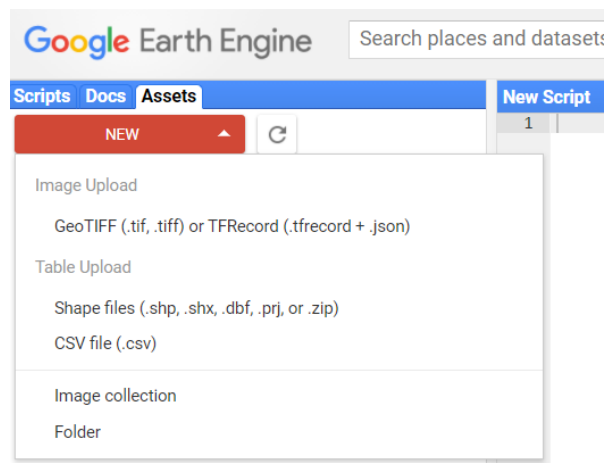 Google Earth Engine
Search places and datasets
Scripts Docs Assets
New Script
NEW
1
Image Upload
GeoTIFF (.tif, .tiff) or TFRecord (.tfrecord + .json)
Table Upload
Shape files (.shp, .shx, .dbf, .prj, or .zip)
CSV file (.csv)
Image collection
Folder